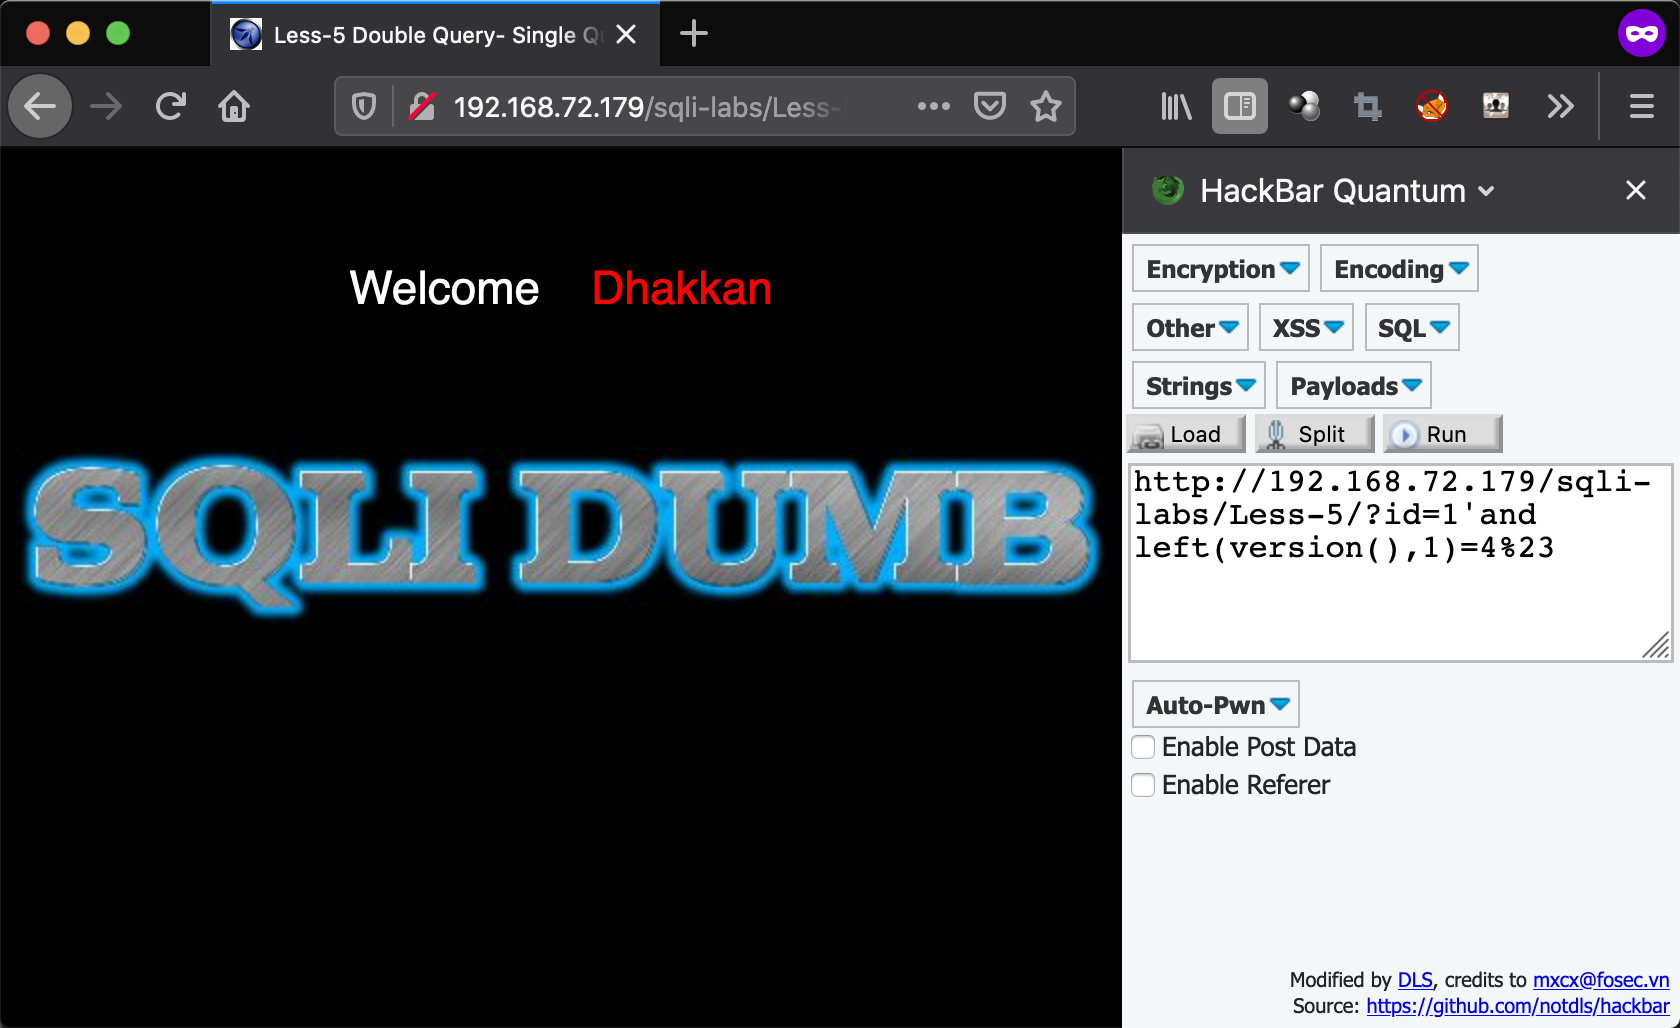 Less-5 Double Query- Single Qu
192.168.72.179/sqli-labs/Less-
HackBar Quantum
Welcome Dhakkan
Encryption Encoding
Other XSS SQL
Strings Payloads
Load Split Run
SQLI DUMB
http://192.168.72.179/sqli-
labs/Less-5/?id=1'and
left(version(),1)=4%23
Auto-Pwn
Enable Post Data
Enable Referer
Modified by DLS, credits to mxcx@fosec.vn
Source: https://github.com/notdls/hackbar